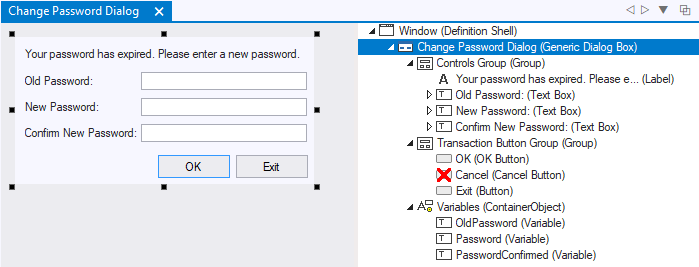 Change Password Dialog
Your password has expired. Please enter a new password.
Old Password:
New Password:
Confirm New Password:
OK
Exit
Window (Definition Shell)
Change Password Dialog (Generic Dialog Box)
Controls Group (Group)
A Your password has expired. Please e... (Label)
T Old Password: (Text Box)
T New Password: (Text Box)
T Confirm New Password: (Text Box)
Transaction Button Group (Group)
OK (OK Button)
Cancel (Cancel Button)
Exit (Button)
Variables (ContainerObject)
T OldPassword (Variable)
T Password (Variable)
T PasswordConfirmed (Variable)